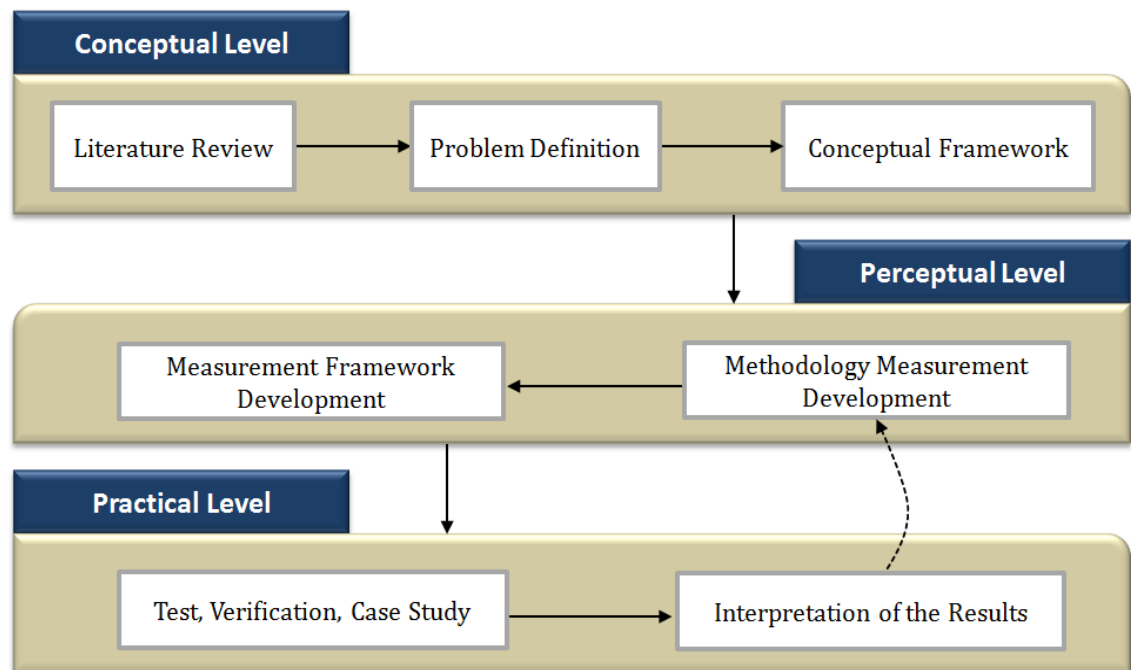 Conceptual Level
Literature Review
Problem Definition
Conceptual Framework
Perceptual Level
Measurement Framework
Development
Methodology Measurement
Development
Practical Level
Test, Verification, Case Study
Interpretation of the Results